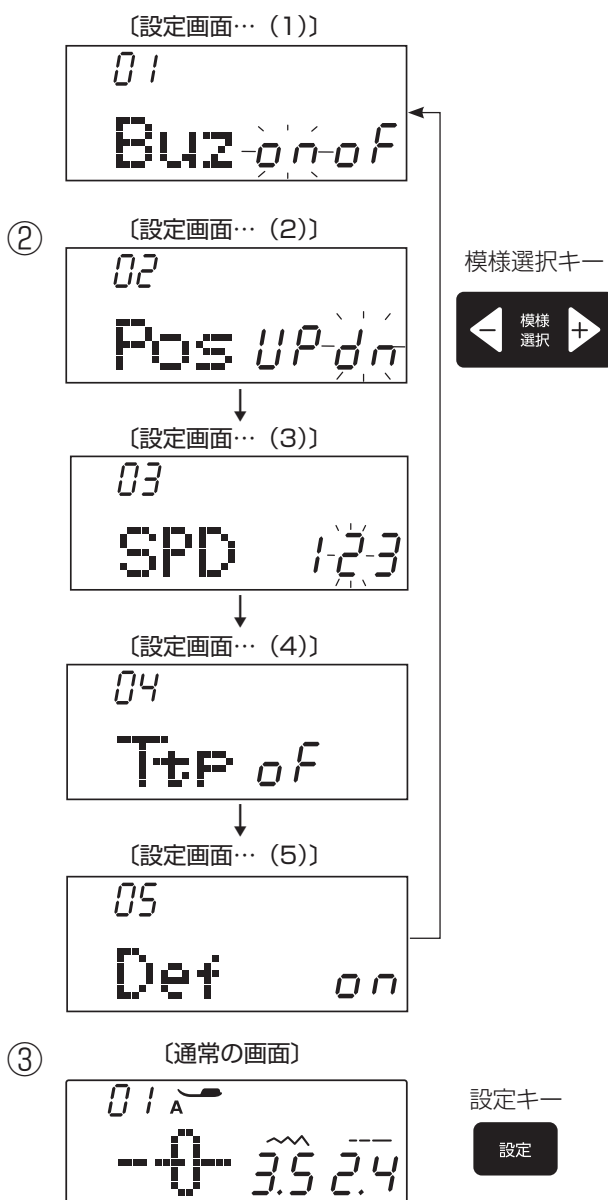 〔設定画面…（1）〕
01
Buz on-oF
②
〔設定画面…（2）〕
02
Pos UP-dn
模様選択キー
－ 模様選択 ＋
〔設定画面…（3）〕
03
SPD 1-2-3
〔設定画面…（4）〕
04
Ttp oF
〔設定画面…（5）〕
05
Def on
③
〔通常の画面〕
01 A
3.5 2.4
設定キー
設定